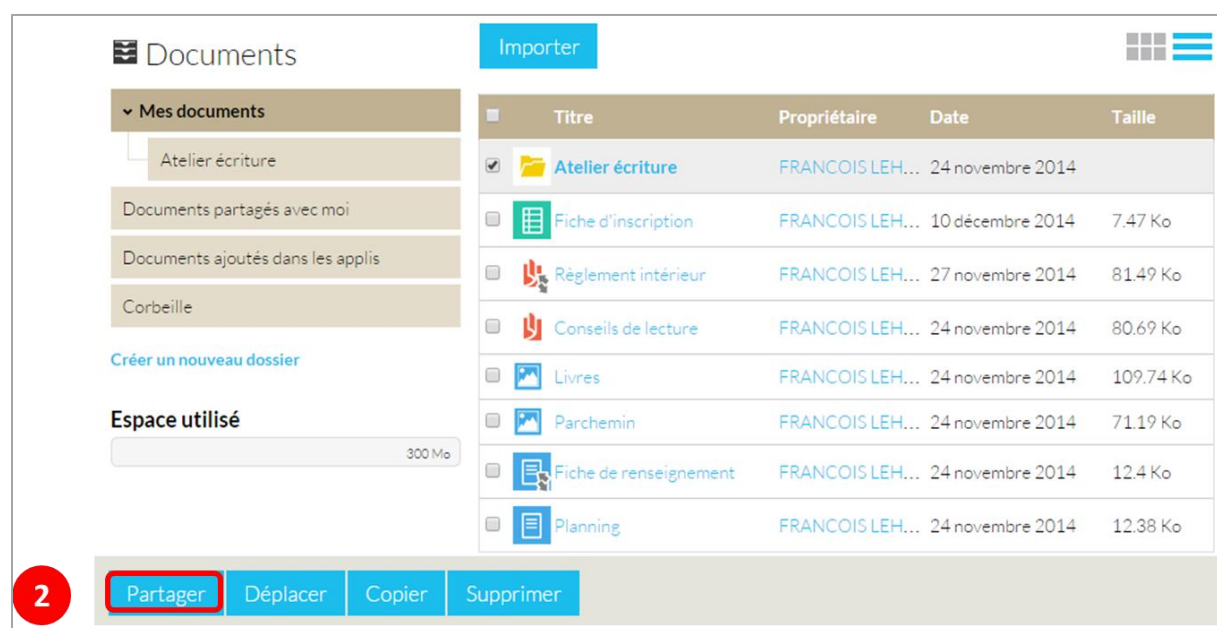 Documents
Importer
Mes documents
Atelier écriture
Documents partagés avec moi
Documents ajoutés dans les applis
Corbeille
Créer un nouveau dossier
Espace utilisé
300 Mo
Titre Propriétaire Date Taille
Atelier écriture FRANCOIS LEH... 24 novembre 2014
Fiche d'inscription FRANCOIS LEH... 10 décembre 2014 7.47 Ko
Règlement intérieur FRANCOIS LEH... 27 novembre 2014 81.49 Ko
Conseils de lecture FRANCOIS LEH... 24 novembre 2014 80.69 Ko
Livres FRANCOIS LEH... 24 novembre 2014 109.74 Ko
Parchemin FRANCOIS LEH... 24 novembre 2014 71.19 Ko
Fiche de renseignement FRANCOIS LEH... 24 novembre 2014 12.4 Ko
Planning FRANCOIS LEH... 24 novembre 2014 12.38 Ko
2 Partager Déplacer Copier Supprimer